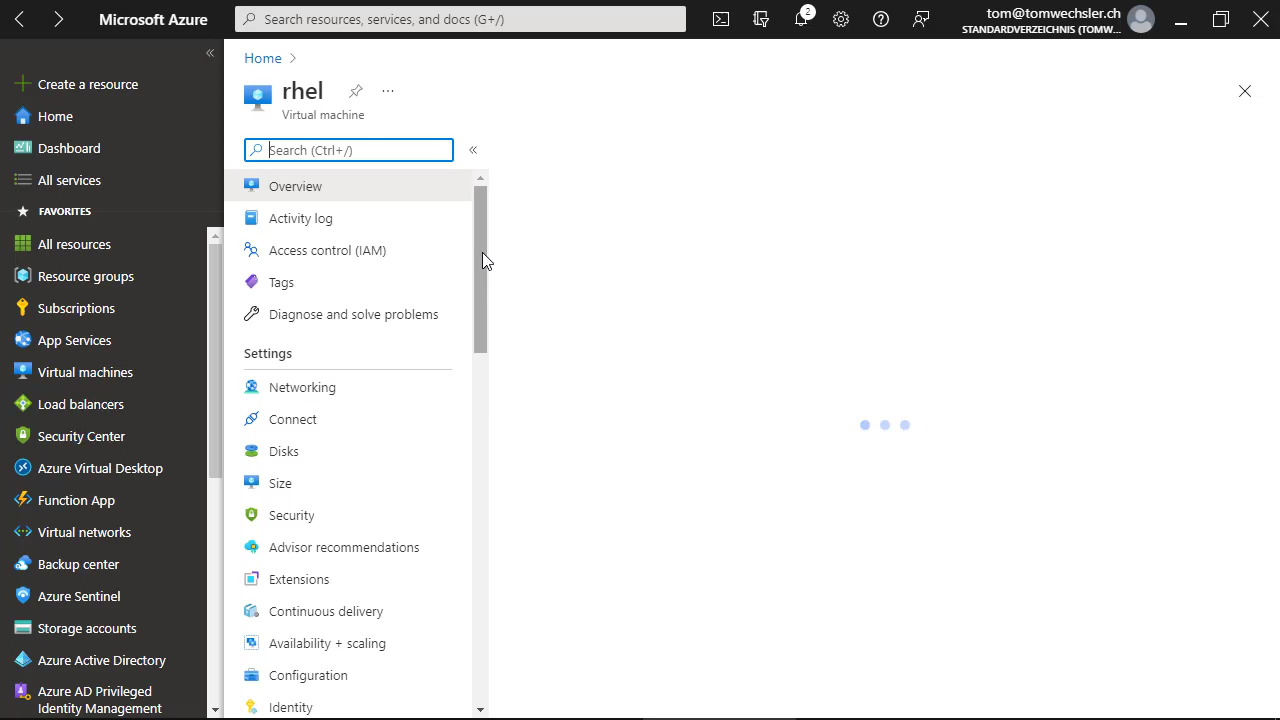 Microsoft Azure
Search resources, services, and docs (G+/)
2
tom@tomwechsler.ch
STANDARDVERZEICHNIS (TOMW...
Create a resource
Home
Dashboard
All services
FAVORITES
All resources
Resource groups
Subscriptions
App Services
Virtual machines
Load balancers
Security Center
Azure Virtual Desktop
Function App
Virtual networks
Backup center
Azure Sentinel
Storage accounts
Azure Active Directory
Azure AD Privileged
Identity Management
Home
rhel
Virtual machine
Search (Ctrl+/)
Overview
Activity log
Access control (IAM)
Tags
Diagnose and solve problems
Settings
Networking
Connect
Disks
Size
Security
Advisor recommendations
Extensions
Continuous delivery
Availability + scaling
Configuration
Identity